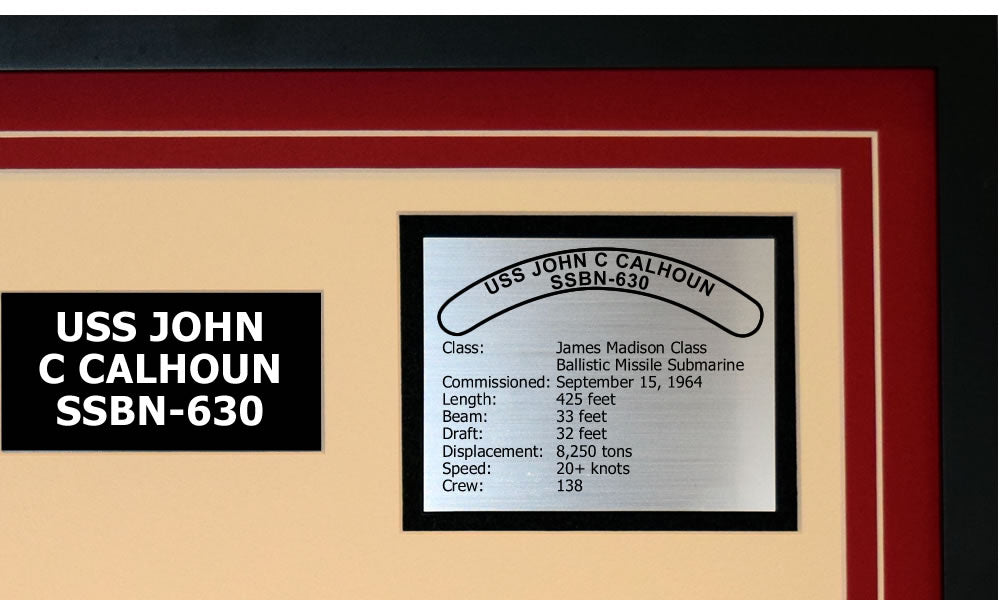 USS JOHN
C CALHOUN
SSBN-630
USS JOHN C CALHOUN
SSBN-630
Class: James Madison Class
Ballistic Missile Submarine
Commissioned: September 15, 1964
Length: 425 feet
Beam: 33 feet
Draft: 32 feet
Displacement: 8,250 tons
Speed: 20+ knots
Crew: 138